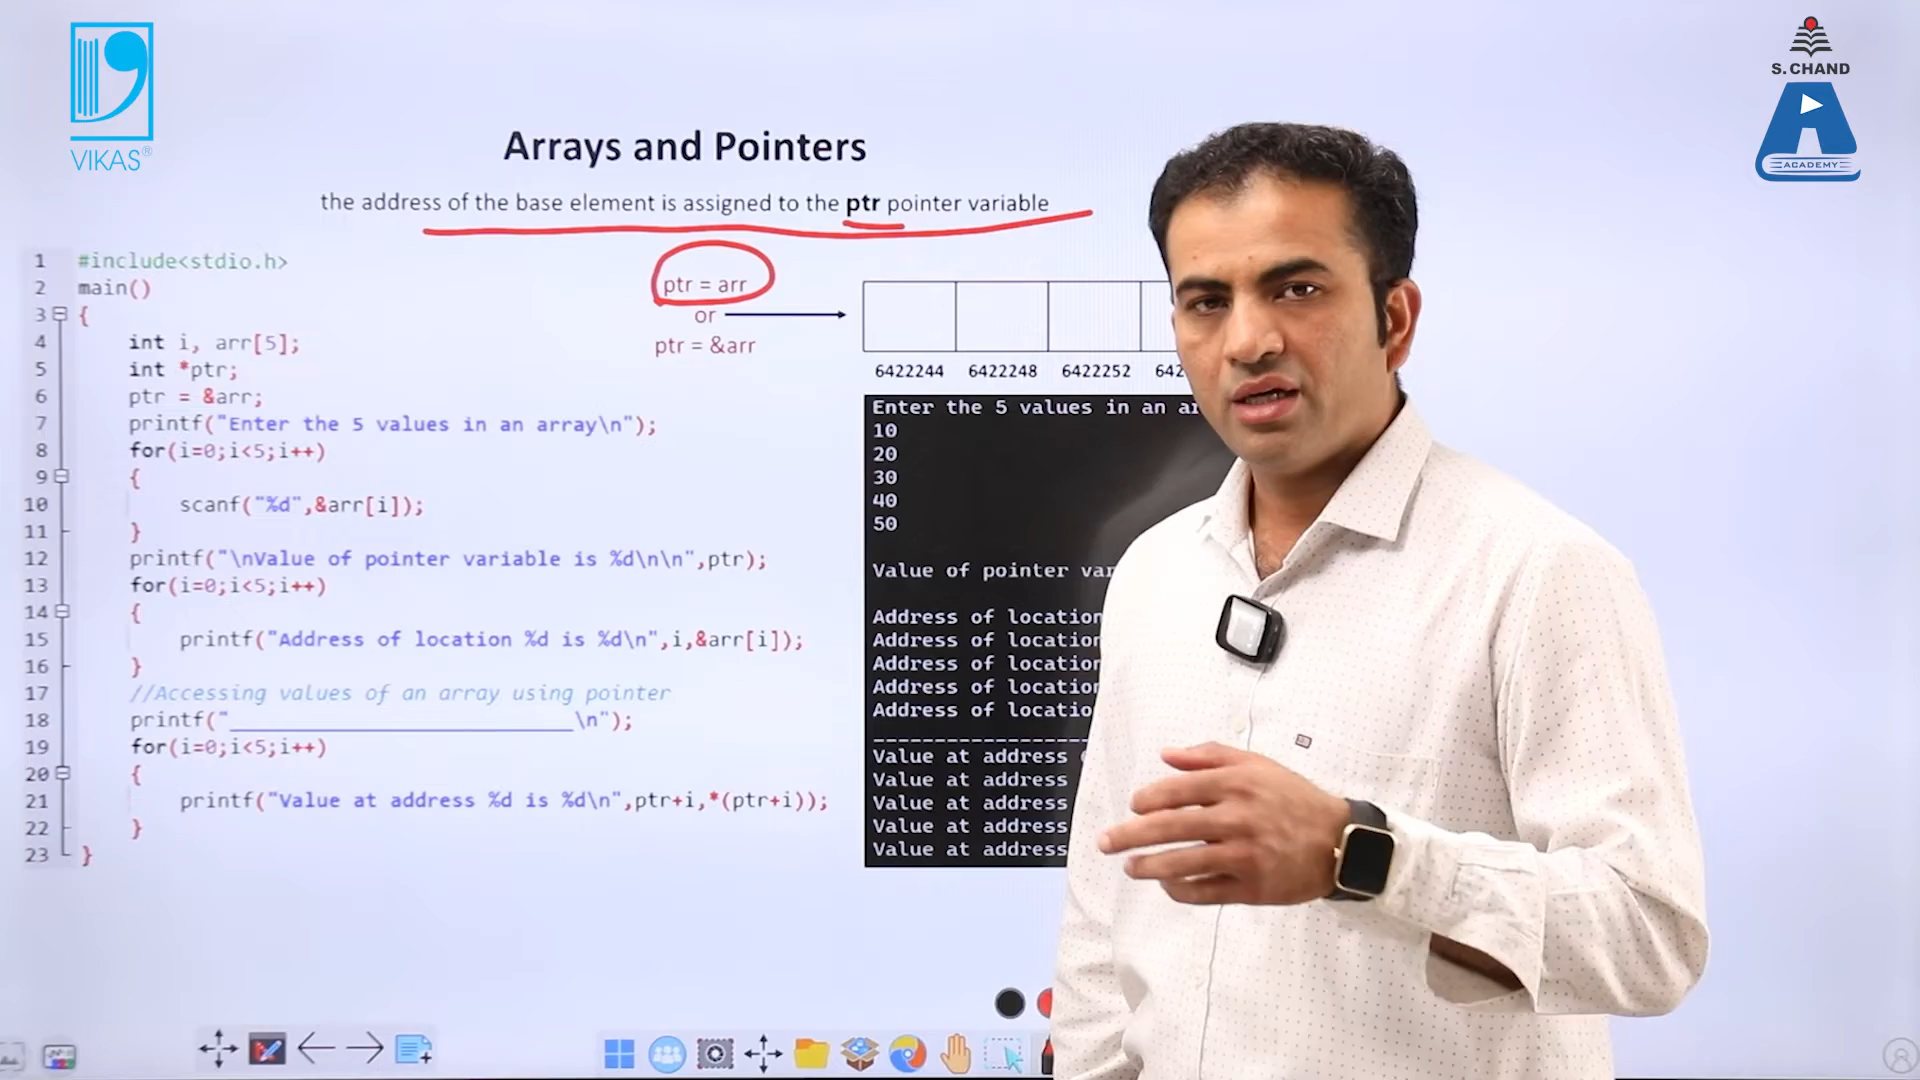 VIKAS®
S. CHAND
ACADEMY
Arrays and Pointers
the address of the base element is assigned to the ptr pointer variable
ptr = arr
or
ptr = &arr
6422244 6422248 6422252 642
1 #include<stdio.h>
2 main()
3 {
4 int i, arr[5];
5 int *ptr;
6 ptr = &arr;
7 printf("Enter the 5 values in an array\n");
8 for(i=0;i<5;i++)
9 {
10 scanf("%d",&arr[i]);
11 }
12 printf("\nValue of pointer variable is %d\n\n",ptr);
13 for(i=0;i<5;i++)
14 {
15 printf("Address of location %d is %d\n",i,&arr[i]);
16 }
17 //Accessing values of an array using pointer
18 printf("____________________________\n");
19 for(i=0;i<5;i++)
20 {
21 printf("Value at address %d is %d\n",ptr+i,*(ptr+i));
22 }
23 }
Enter the 5 values in an ar
10
20
30
40
50
Value of pointer var
Address of location
Address of location
Address of location
Address of location
Address of location
Value at address
Value at address
Value at address
Value at address
Value at address